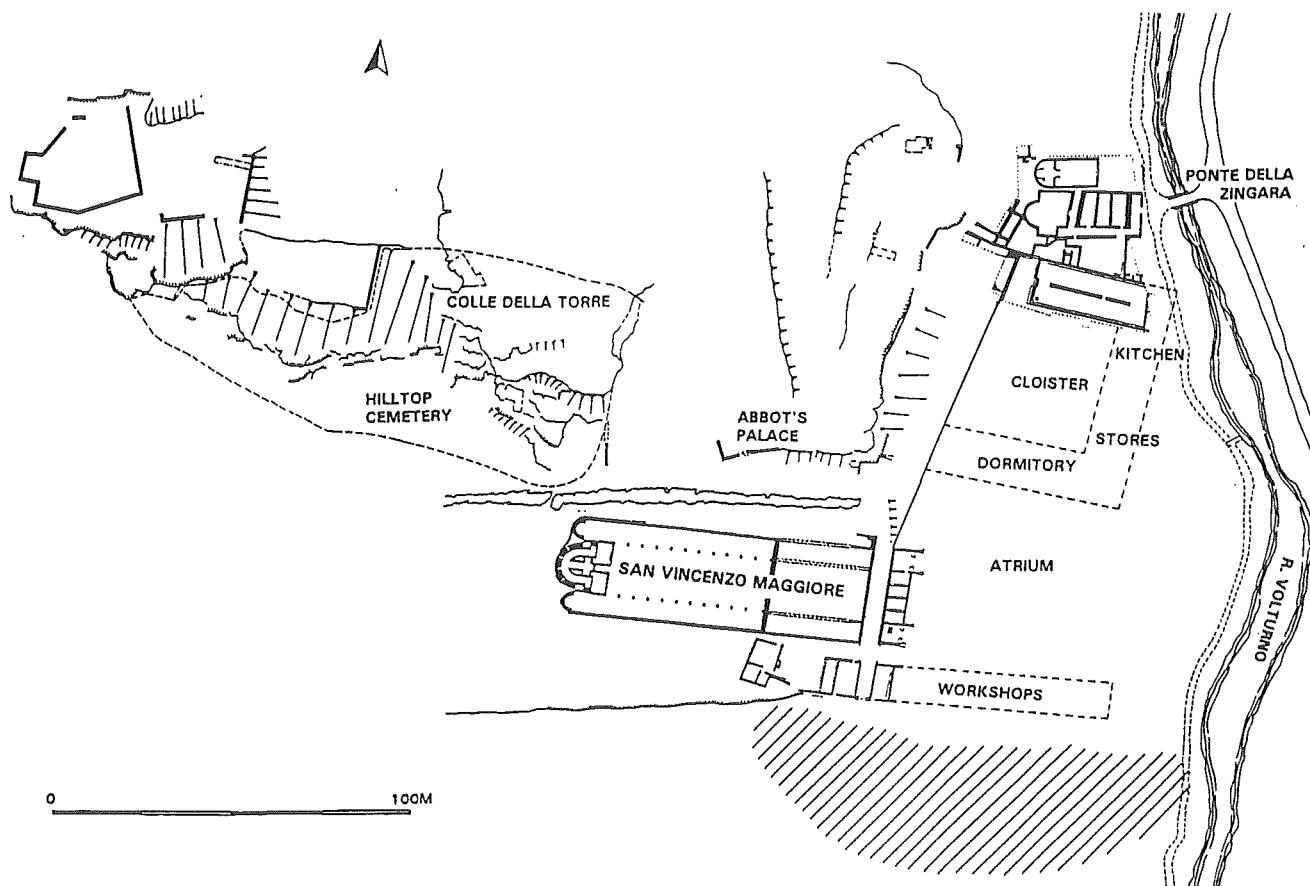 PONTE DELLA
ZINGARA
COLLE DELLA TORRE
KITCHEN
CLOISTER
HILLTOP
CEMETERY
ABBOT'S
PALACE
STORES
DORMITORY
SAN VINCENZO MAGGIORE
ATRIUM
R. VOLTURNO
WORKSHOPS
0 100M